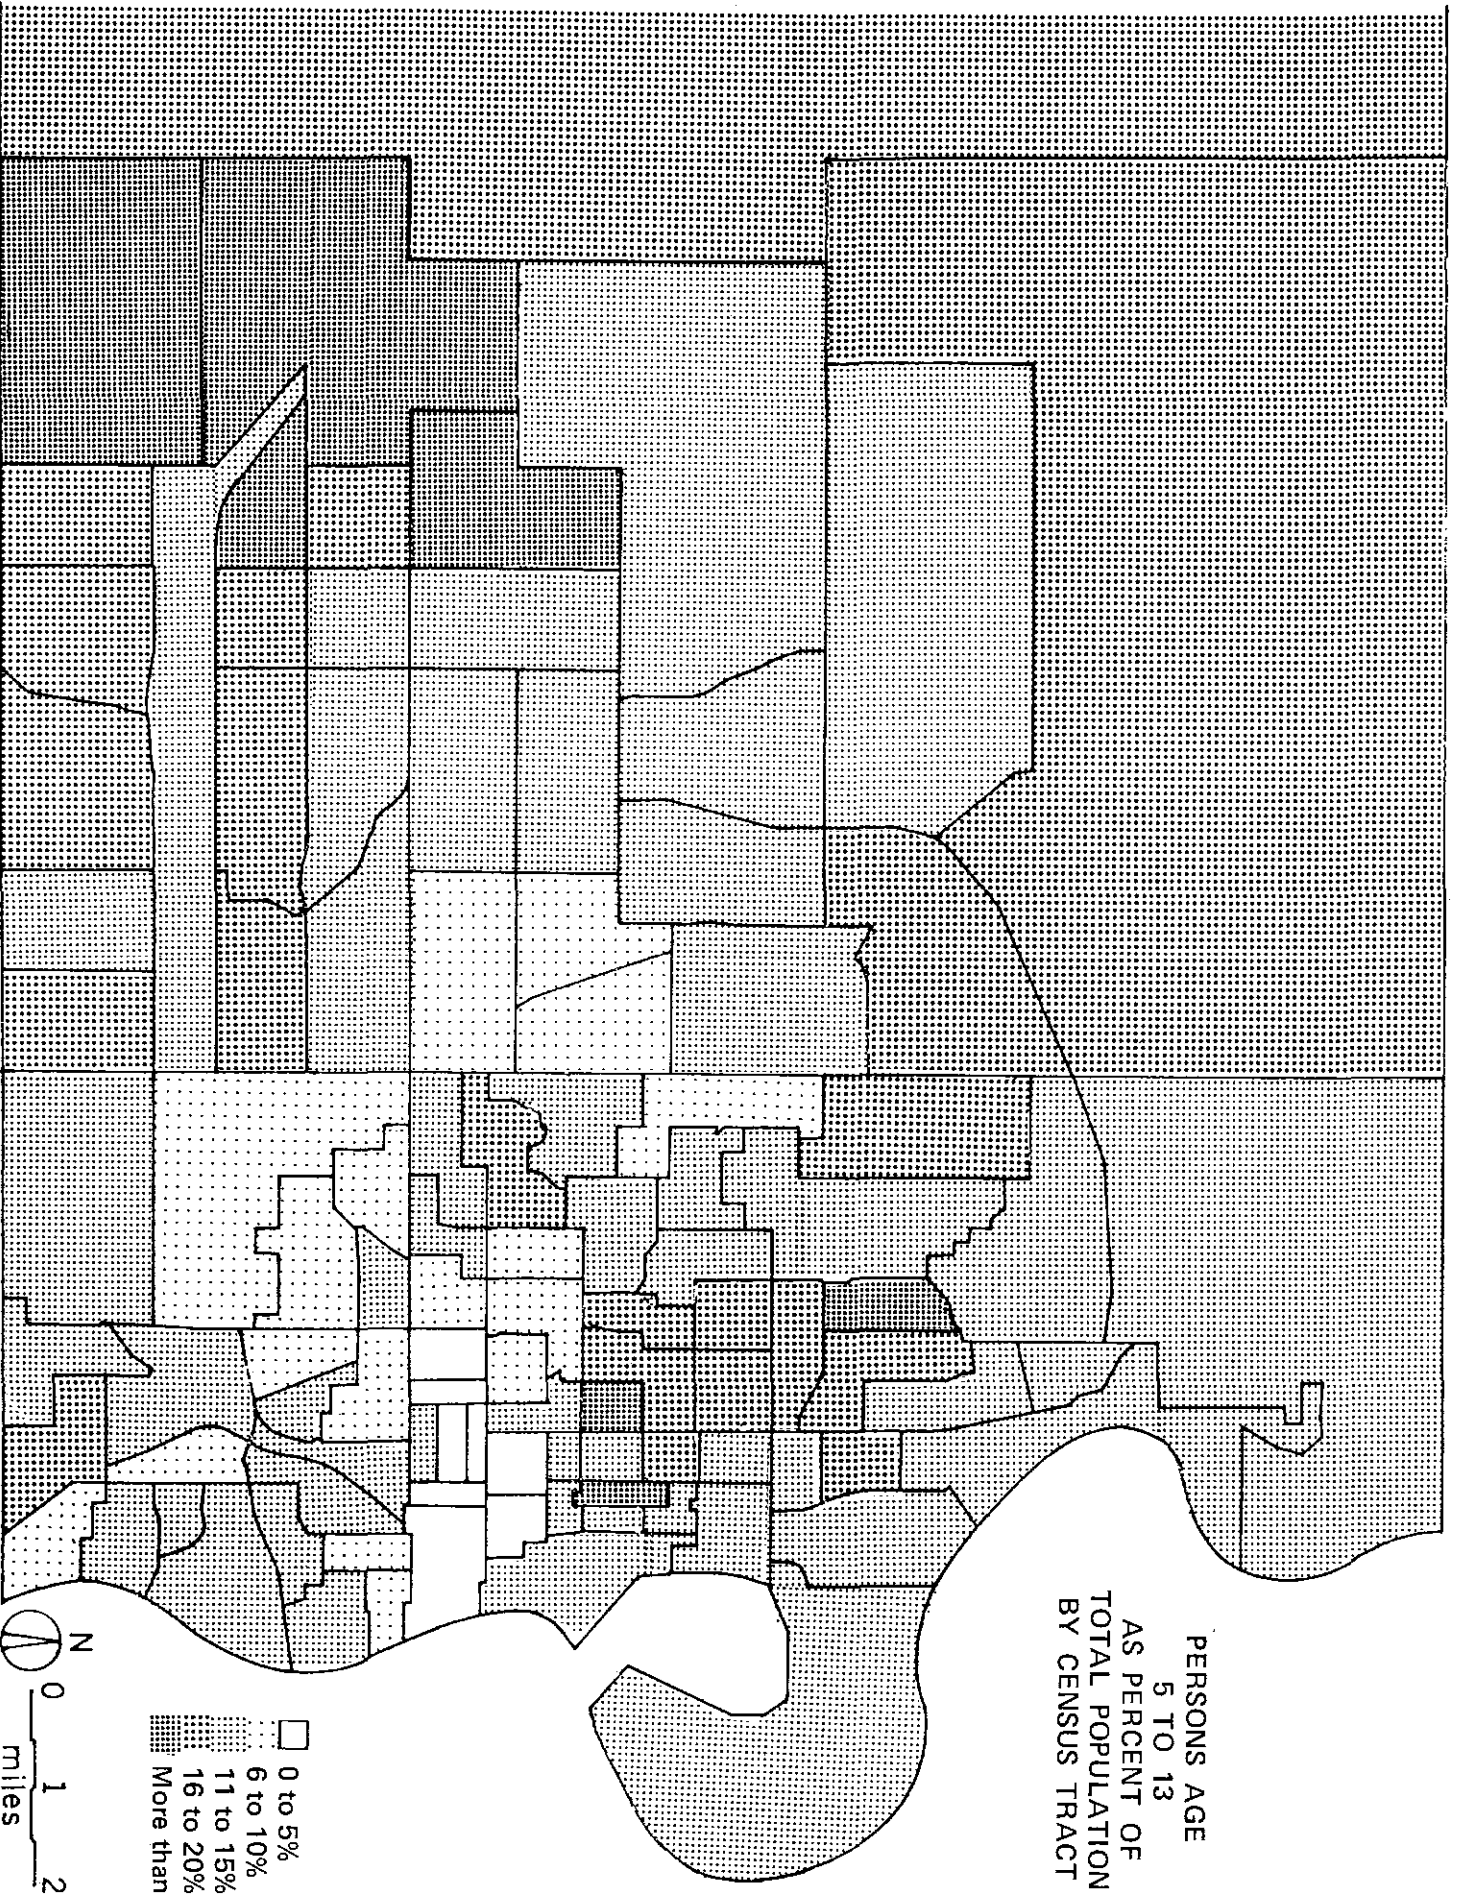 PERSONS AGE
5 TO 13
AS PERCENT OF
TOTAL POPULATION
BY CENSUS TRACT
0 to 5%
6 to 10%
11 to 15%
16 to 20%
More than
N
0 1 2
miles